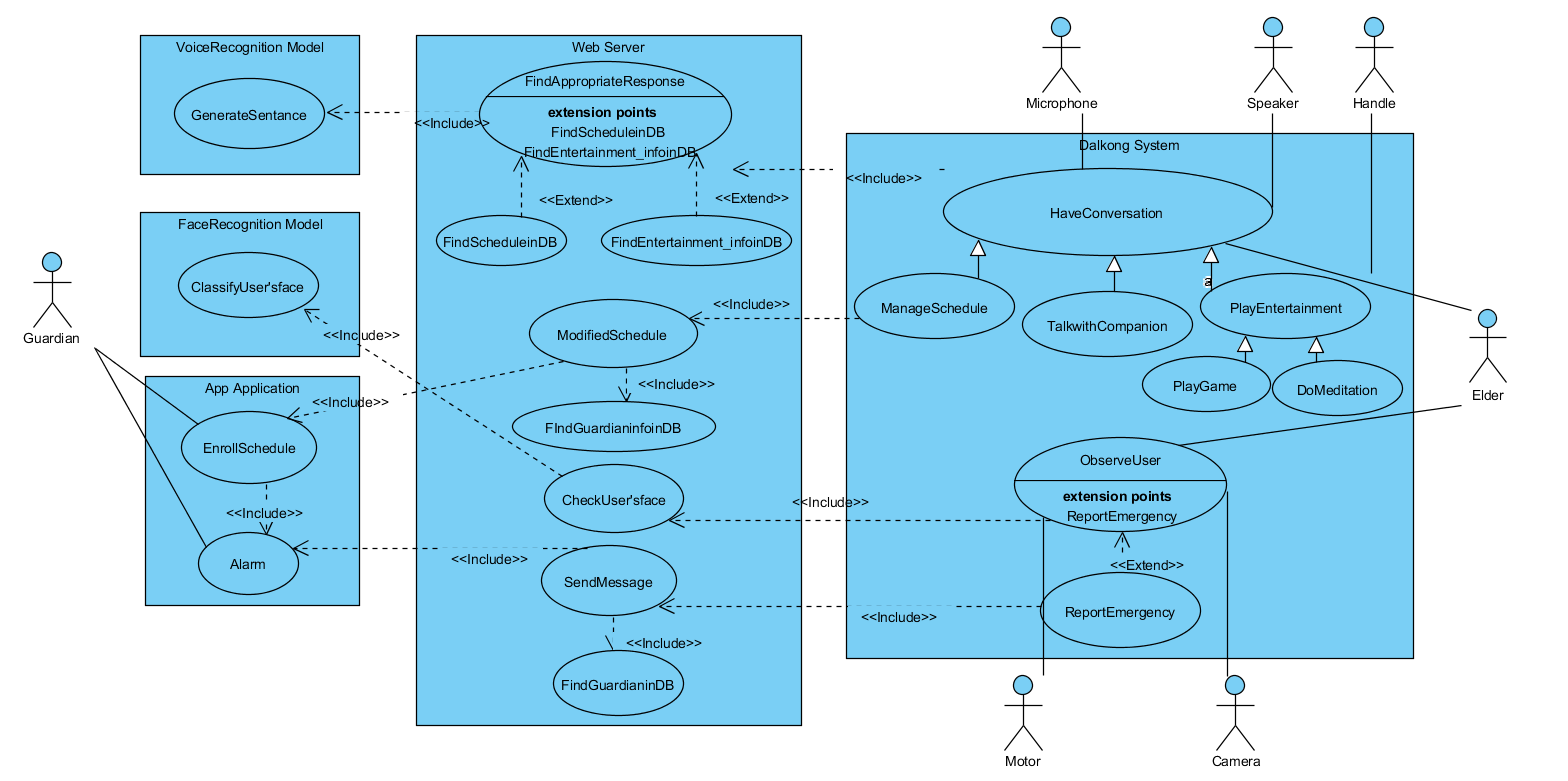 Microphone
Speaker
Handle
VoiceRecognition Model
GenerateSentance
<<Include>>
Web Server
FindAppropriateResponse
extension points
FindScheduleinDB
FindEntertainment_infoinDB
<<Extend>>
<<Extend>>
FindScheduleinDB
FindEntertainment_infoinDB
<<Include>>
Dalkong System
HaveConversation
FaceRecognition Model
ClassifyUser'sface
<<Include>>
Guardian
ModifiedSchedule
<<Include>>
ManageSchedule
TalkwithCompanion
a
PlayEntertainment
PlayGame
DoMeditation
Elder
App Application
<<Include>>
EnrollSchedule
<<Include>>
Alarm
<<Include>>
FIndGuardianinfoinDB
CheckUser'sface
<<Include>>
ObserveUser
extension points
ReportEmergency
<<Include>>
SendMessage
<<Extend>>
ReportEmergency
<<Include>>
<<Include>>
FindGuardianinDB
Motor
Camera